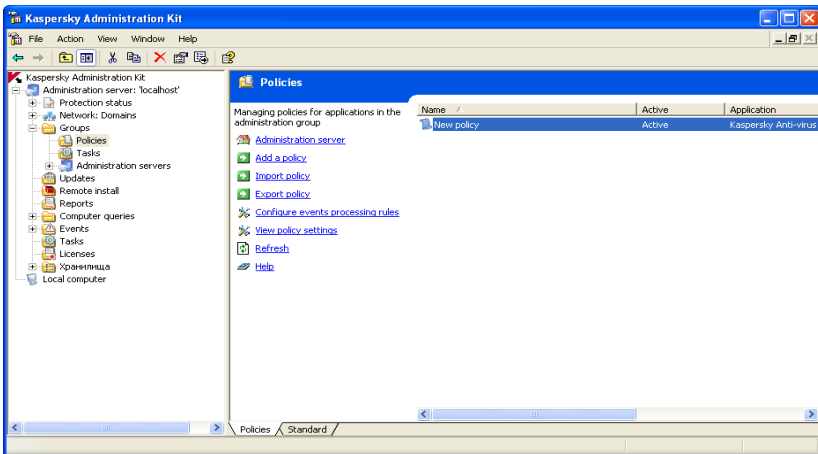 Kaspersky Administration Kit
File Action View Window Help
Kaspersky Administration Kit
Administration server: 'localhost'
Protection status
Network: Domains
Groups
Policies
Tasks
Administration servers
Updates
Remote install
Reports
Computer queries
Events
Tasks
Licenses
Хранилища
Local computer
Policies
Managing policies for applications in the
administration group
Administration server
Add a policy
Import policy
Export policy
Configure events processing rules
View policy settings
Refresh
Help
Name Active Application
New policy Active Kaspersky Anti-virus
Policies Standard